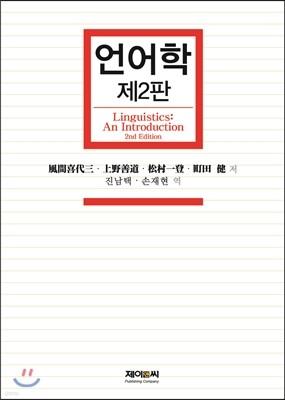 언어학
제2판
Linguistics:
An Introduction
2nd Edition
風間喜代三·上野善道·松村一登·町田 健 저
진남택·손재현 역
제이앤씨
Publishing Company